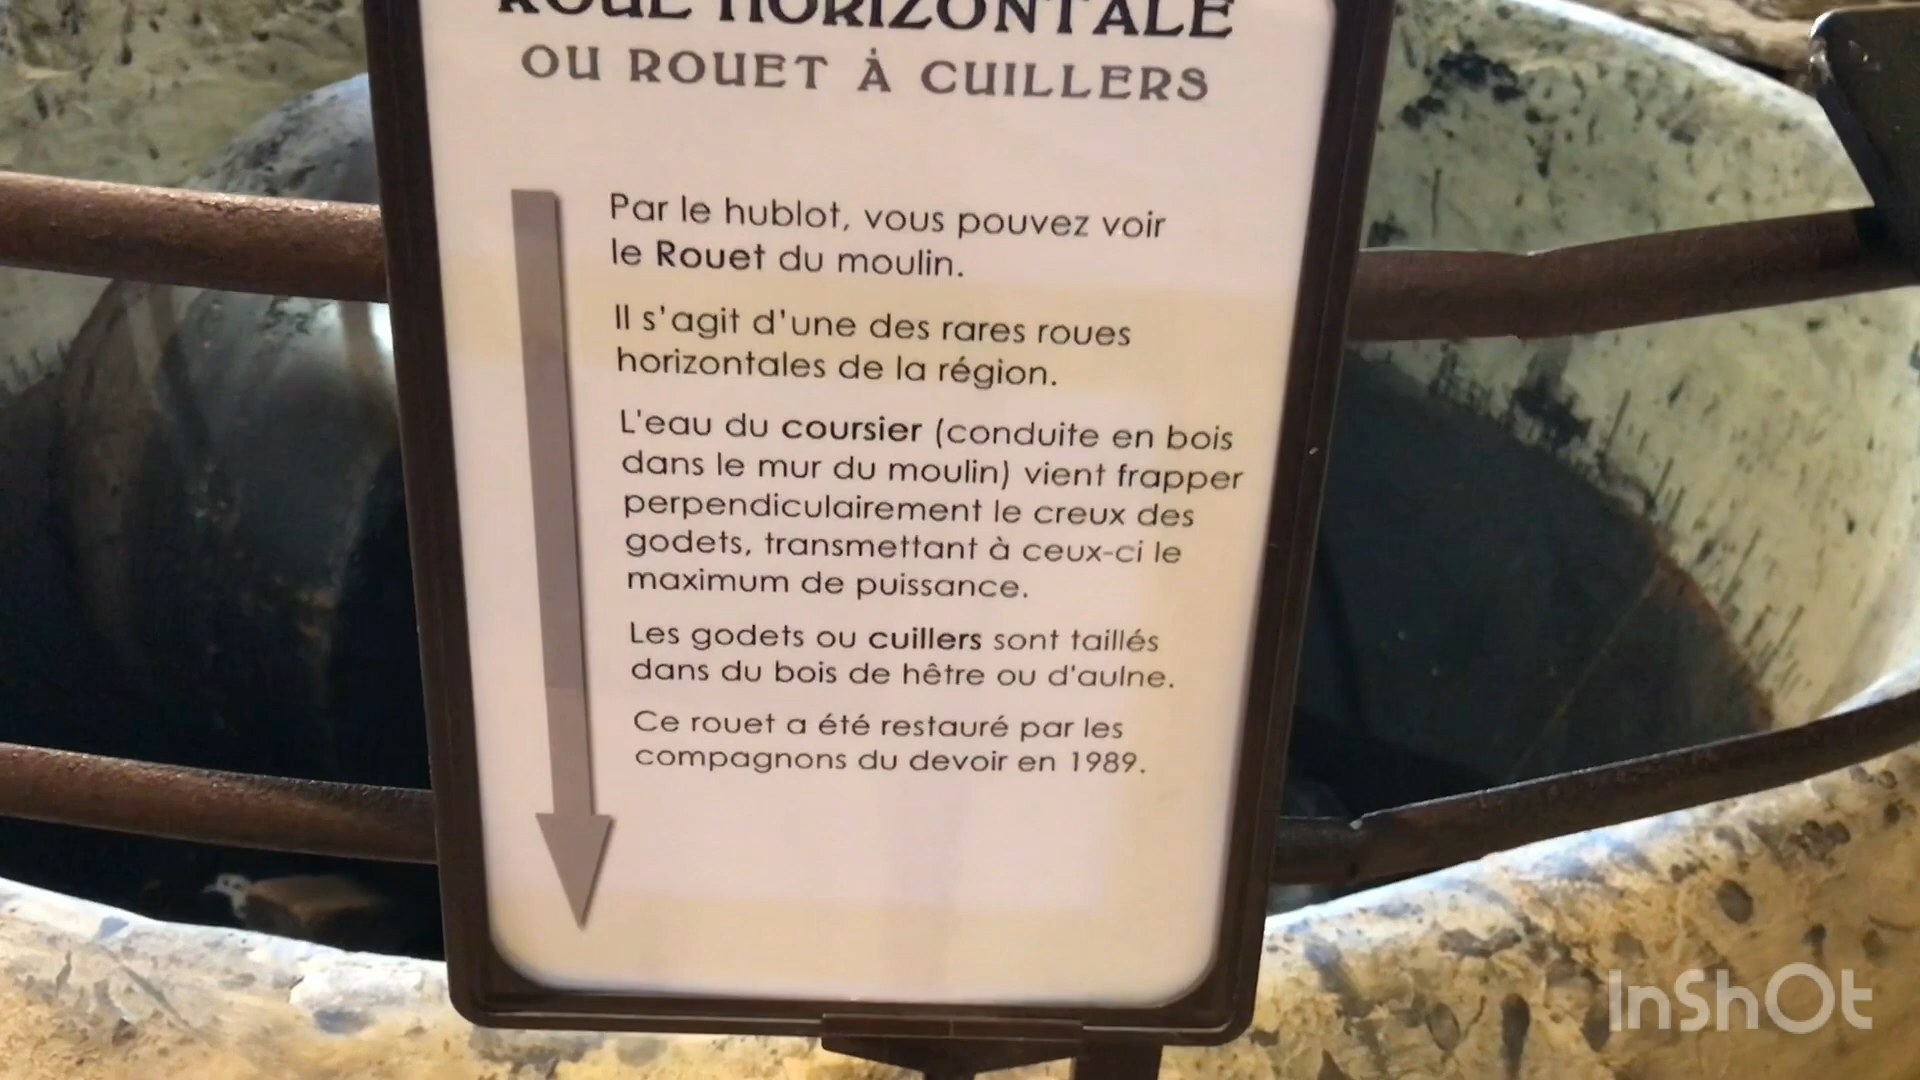 ROUE HORIZONTALE
OU ROUET À CUILLERS
Par le hublot, vous pouvez voir
le Rouet du moulin.
Il s'agit d'une des rares roues
horizontales de la région.
L'eau du coursier (conduite en bois
dans le mur du moulin) vient frapper
perpendiculairement le creux des
godets, transmettant à ceux-ci le
maximum de puissance.
Les godets ou cuillers sont taillés
dans du bois de hêtre ou d'aulne.
Ce rouet a été restauré par les
compagnons du devoir en 1989.
InShOt